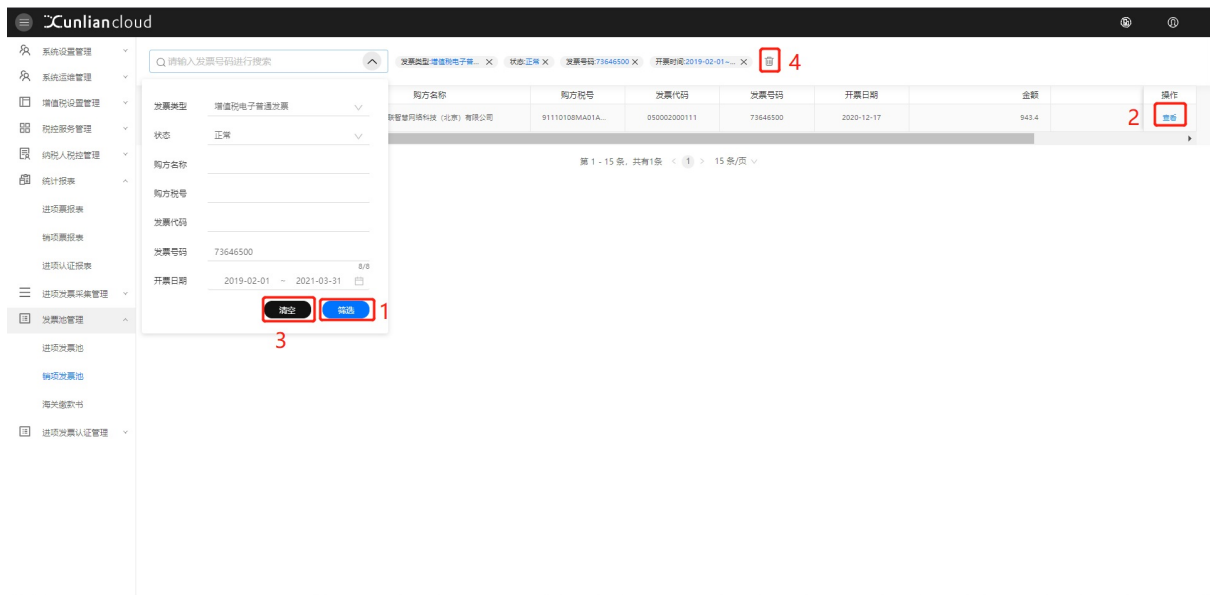 Cunliancloud
系统设置管理
系统运维管理
增值税设置管理
税控服务管理
纳税人税控管理
统计报表
进项票报表
销项票报表
进项认证报表
进项发票采集管理
发票池管理
进项发票池
销项发票池
海关缴款书
进项发票认证管理
请输入发票号码进行搜索
发票类型:增值税电子普... X 状态:正常 X 发票号码:73646500 X 开票时间:2019-02-01~... X 4
发票类型 增值税电子普通发票
状态 正常
购方名称
购方税号
发票代码
发票号码 73646500
8/8
开票日期 2019-02-01 ~ 2021-03-31
清空 筛选 1
3
购方名称 购方税号 发票代码 发票号码 开票日期 金额 操作
联智慧网络科技（北京）有限公司 91110108MA01A... 050002000111 73646500 2020-12-17 943.4 2 查看
第 1 - 15 条, 共有1条 < 1 > 15 条/页